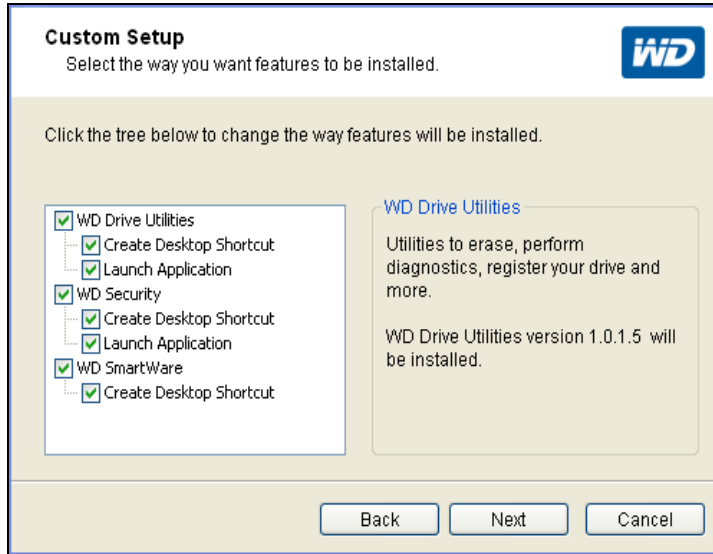 Custom Setup
Select the way you want features to be installed.
WD
Click the tree below to change the way features will be installed.
WD Drive Utilities
Create Desktop Shortcut
Launch Application
WD Security
Create Desktop Shortcut
Launch Application
WD SmartWare
Create Desktop Shortcut
WD Drive Utilities
Utilities to erase, perform
diagnostics, register your drive and
more.
WD Drive Utilities version 1.0.1.5 will
be installed.
Back
Next
Cancel